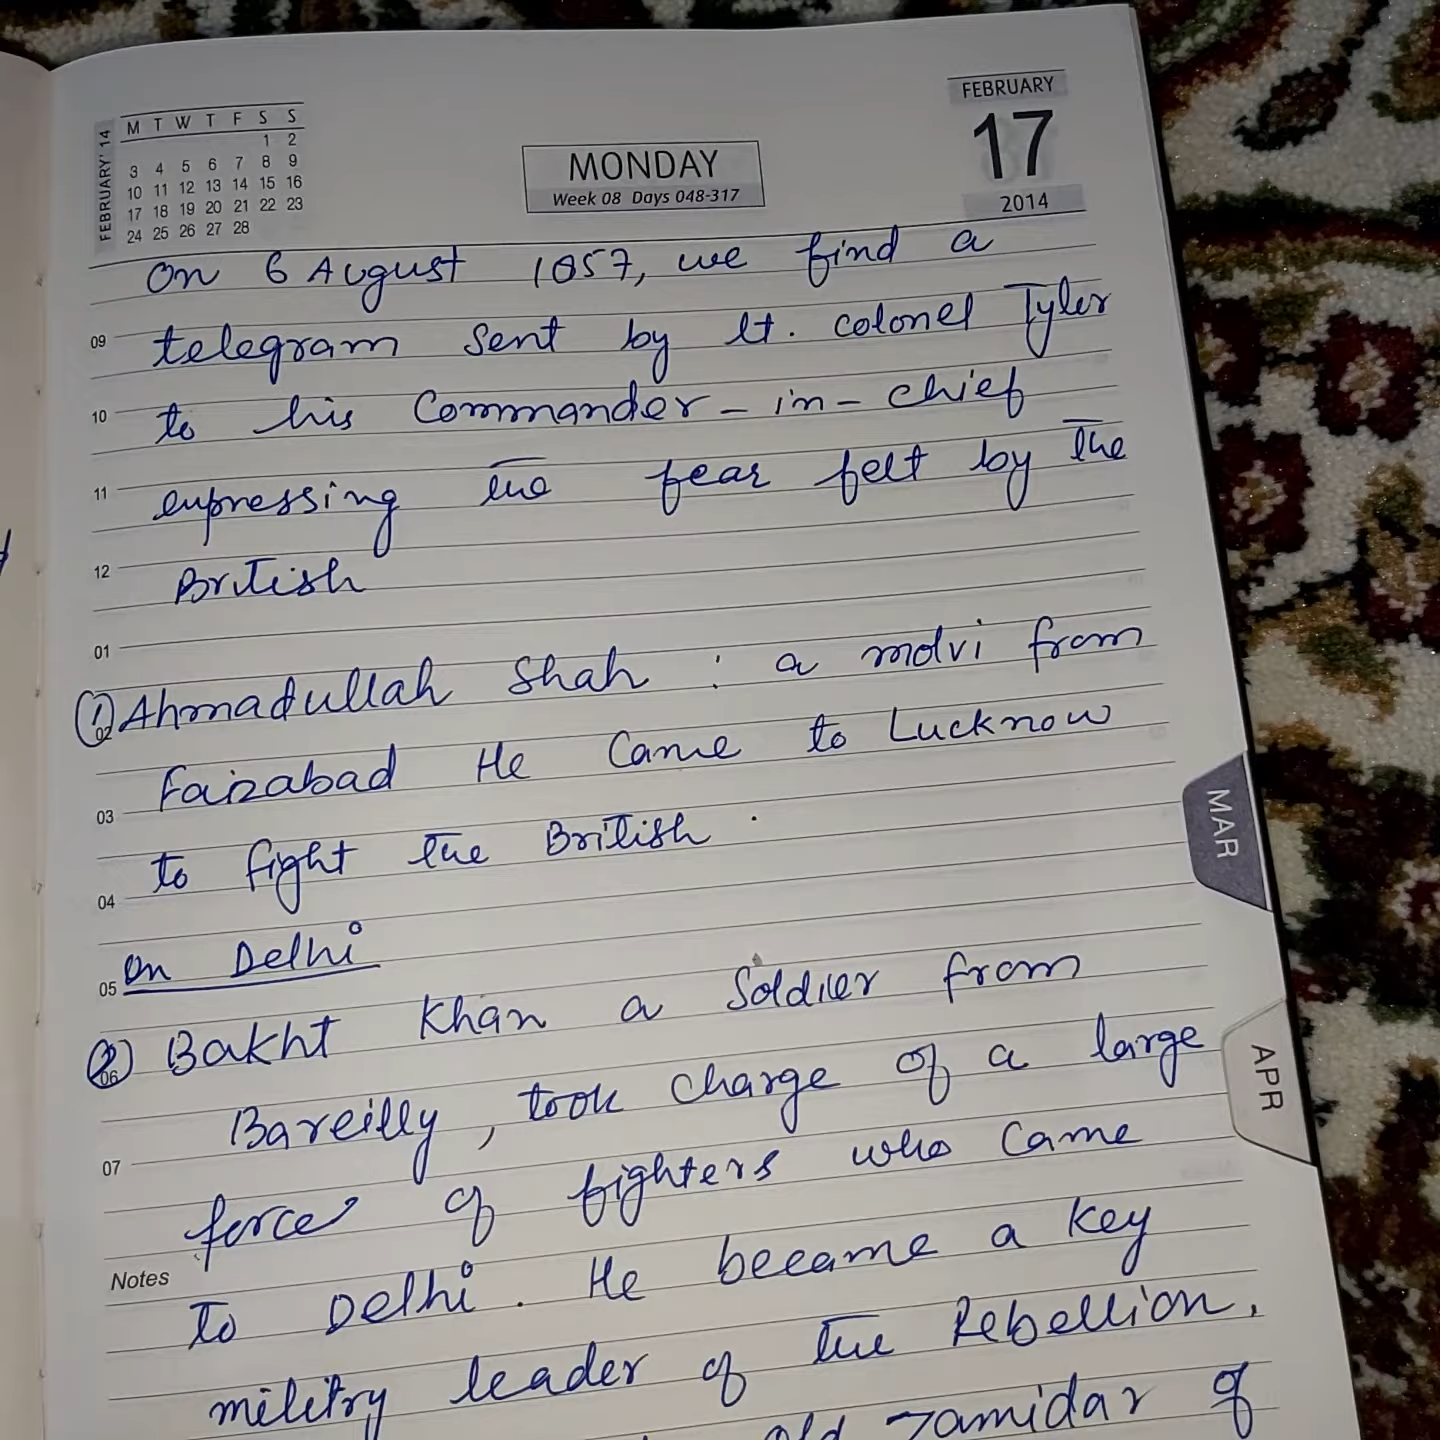 FEBRUARY' 14
M T W T F S S
1 2
3 4 5 6 7 8 9
10 11 12 13 14 15 16
17 18 19 20 21 22 23
24 25 26 27 28
MONDAY
Week 08 Days 048-317
FEBRUARY
17
2014
On 6 August 1857, we find a
09 telegram sent by lt. colonel Tyler
10 to his Commander-in-chief
11 expressing the fear felt by the
12 British
01
① Ahmadullah Shah : a molvi from
02
Faizabad He Came to Lucknow
03
to fight the British.
04
On Delhi
05
② Bakht Khan a Soldier from
06
Bareilly, took charge of a large
07
force of fighters who Came
Notes
To Delhi. He became a key
militry leader of the Rebellion.
old zamidar of
MAR
APR